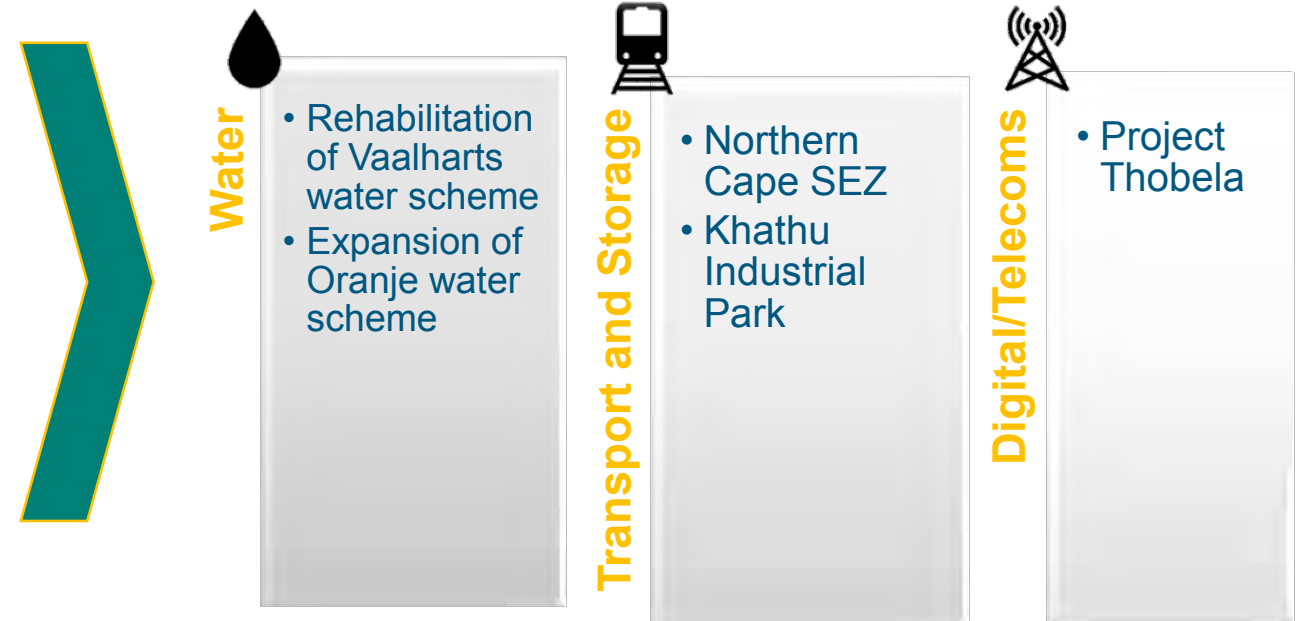 Water
• Rehabilitation
of Vaalharts
water scheme
• Expansion of
Oranje water
scheme
Transport and Storage
• Northern
Cape SEZ
• Khathu
Industrial
Park
Digital/Telecoms
• Project
Thobela